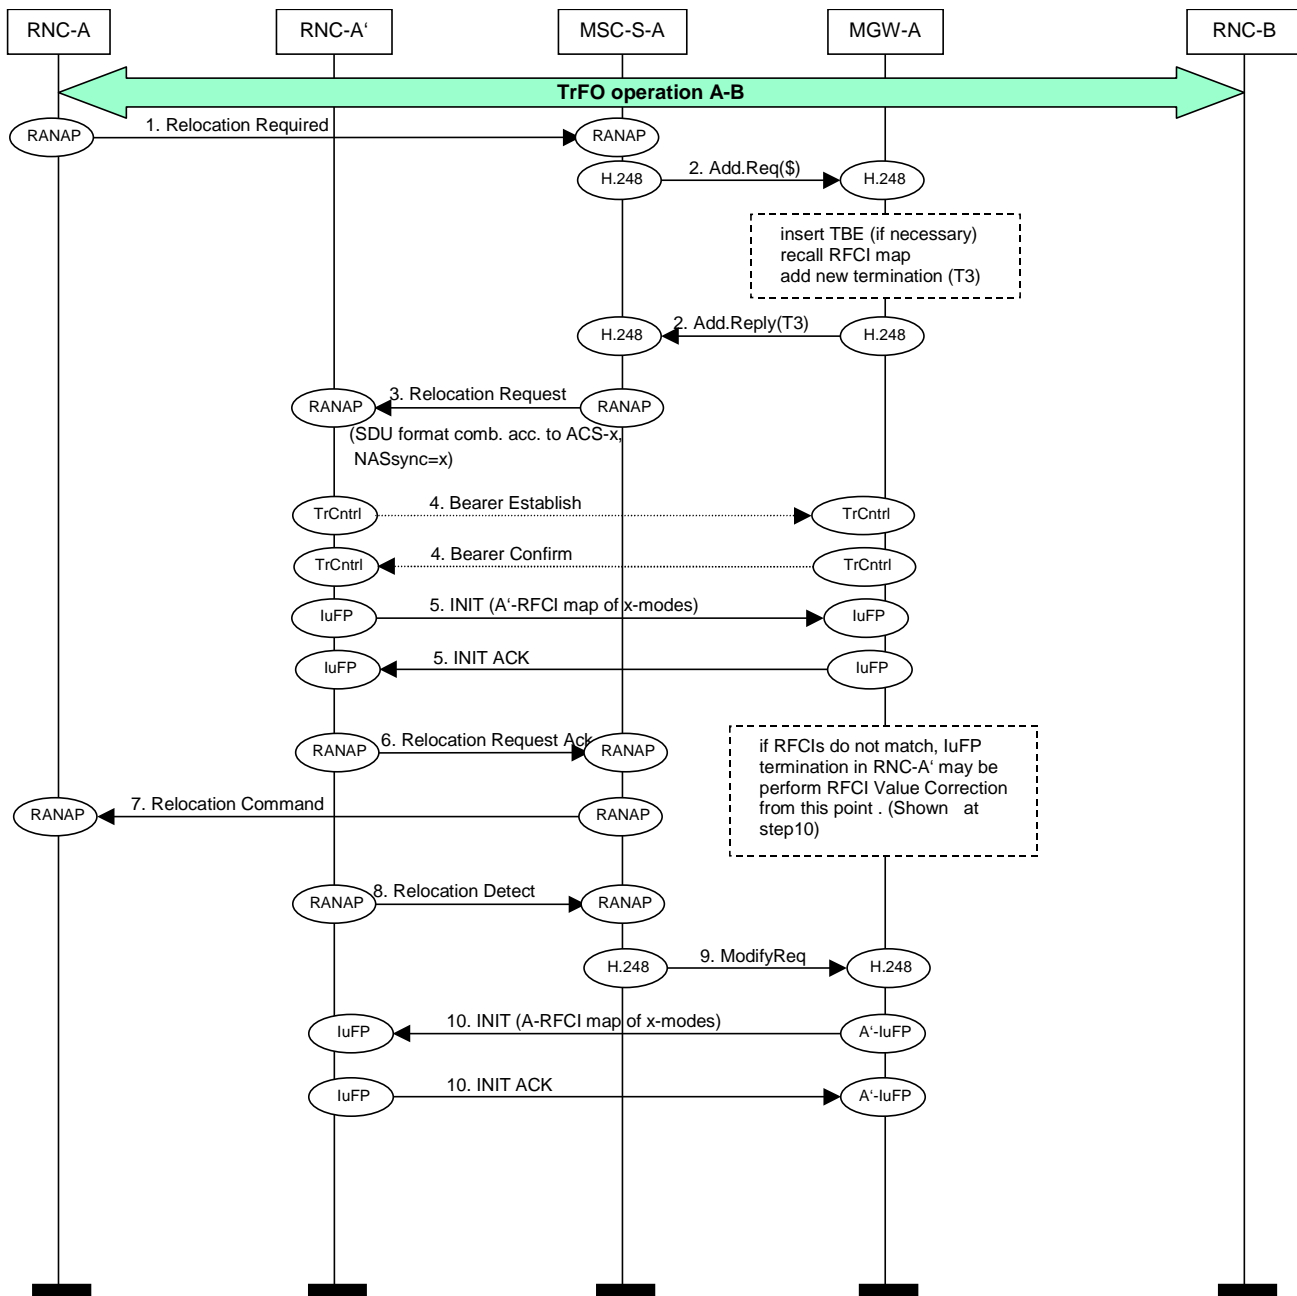 RNC-A
RNC-A‘
MSC-S-A
MGW-A
RNC-B
TrFO operation A-B
RANAP
1. Relocation Required
RANAP
H.248
2. Add.Req($)
H.248
insert TBE (if necessary)
recall RFCI map
add new termination (T3)
H.248
2. Add.Reply(T3)
H.248
RANAP
3. Relocation Request
RANAP
(SDU format comb. acc. to ACS-x,
NASsync=x)
TrCntrl
4. Bearer Establish
TrCntrl
TrCntrl
4. Bearer Confirm
TrCntrl
IuFP
5. INIT (A‘-RFCI map of x-modes)
IuFP
IuFP
5. INIT ACK
IuFP
RANAP
6. Relocation Request Ack
RANAP
if RFCIs do not match, IuFP
termination in RNC-A‘ may be
perform RFCI Value Correction
from this point . (Shown at
step10)
RANAP
7. Relocation Command
RANAP
RANAP
8. Relocation Detect
RANAP
H.248
9. ModifyReq
H.248
IuFP
10. INIT (A-RFCI map of x-modes)
A‘-IuFP
IuFP
10. INIT ACK
A‘-IuFP